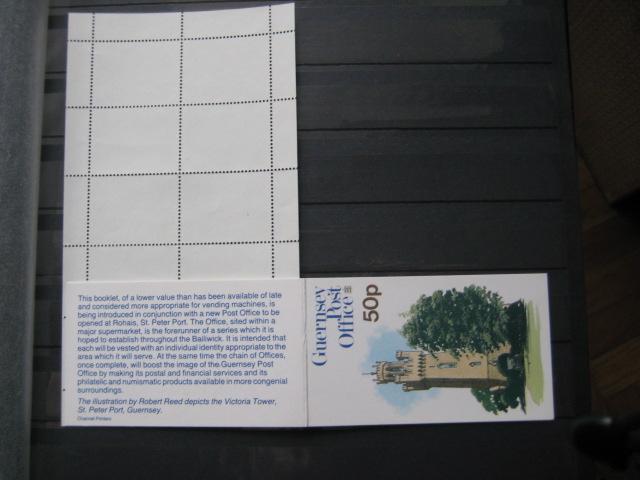 This booklet, of a lower value than has been available of late
and considered more appropriate for vending machines, is
being introduced in conjunction with a new Post Office to be
opened at Rohais, St. Peter Port. The Office, sited within a
major supermarket, is the forerunner of a series which it is
hoped to establish throughout the Bailiwick. It is intended that
each will be vested with an individual identity appropriate to the
area which it will serve. At the same time the chain of Offices,
once complete, will boost the image of the Guernsey Post
Office by making its postal and financial services and its
philatelic and numismatic products available in more congenial
surroundings.
The illustration by Robert Reed depicts the Victoria Tower,
St. Peter Port, Guernsey.
Channel Printers
Guernsey
Post
Office
50p